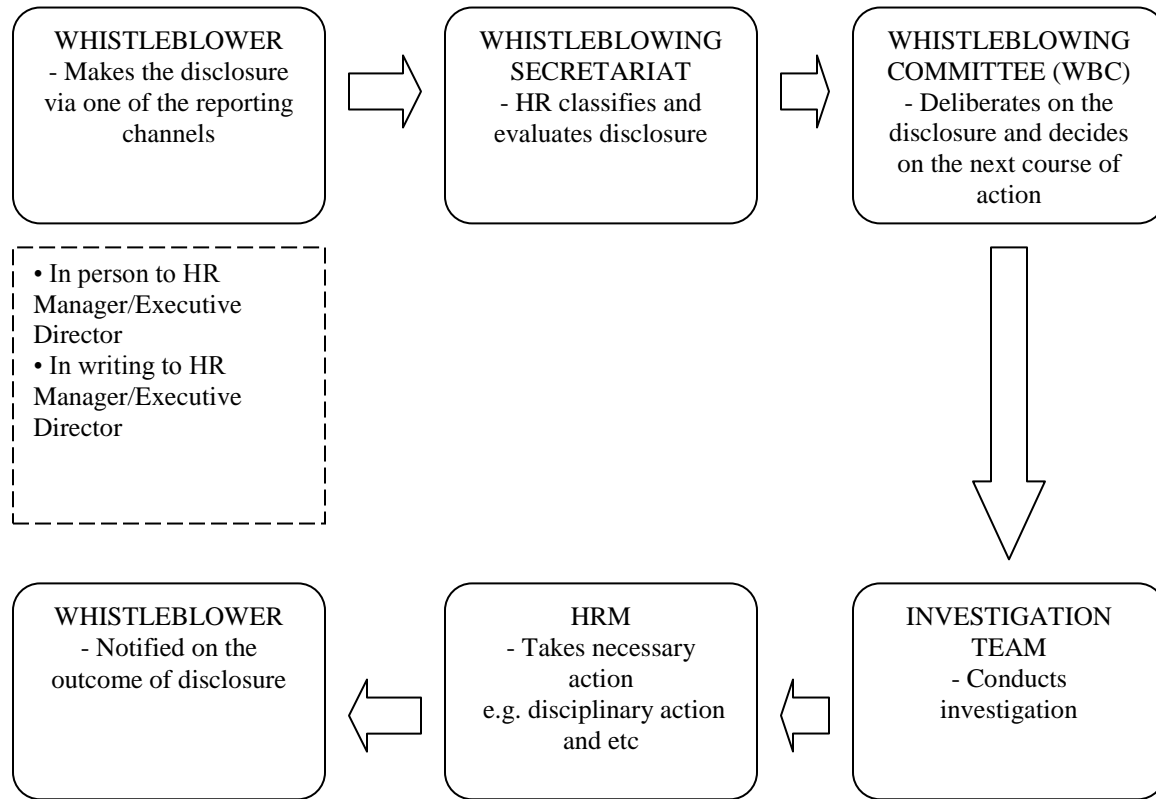 WHISTLEBLOWER
- Makes the disclosure
via one of the reporting
channels
WHISTLEBLOWING
SECRETARIAT
- HR classifies and
evaluates disclosure
WHISTLEBLOWING
COMMITTEE (WBC)
- Deliberates on the
disclosure and decides
on the next course of
action
• In person to HR
Manager/Executive
Director
• In writing to HR
Manager/Executive
Director
WHISTLEBLOWER
- Notified on the
outcome of disclosure
HRM
- Takes necessary
action
e.g. disciplinary action
and etc
INVESTIGATION
TEAM
- Conducts
investigation